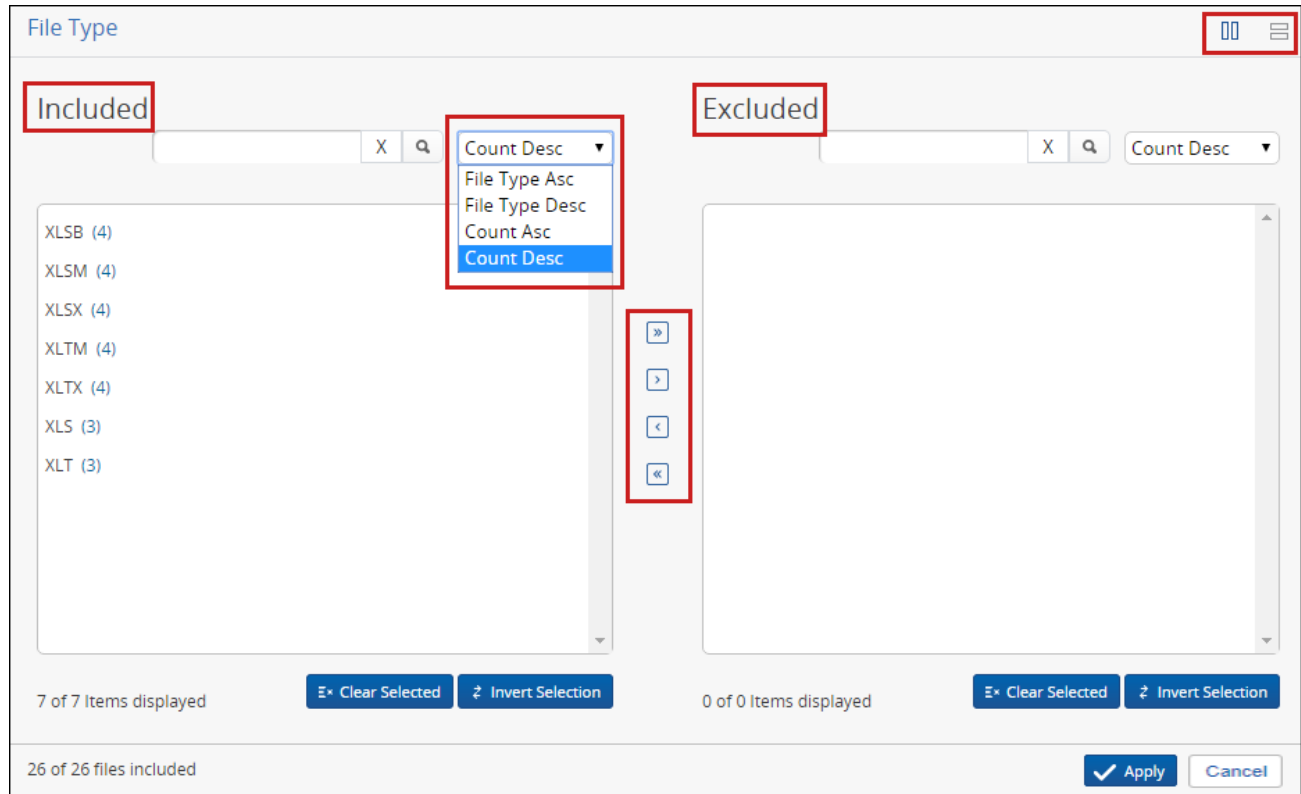 File Type
Included
X
Count Desc
File Type Asc
File Type Desc
Count Asc
Count Desc
XLSB (4)
XLSM (4)
XLSX (4)
XLTM (4)
XLTX (4)
XLS (3)
XLT (3)
7 of 7 Items displayed
Clear Selected
Invert Selection
Excluded
X
Count Desc
0 of 0 Items displayed
Clear Selected
Invert Selection
26 of 26 files included
Apply
Cancel